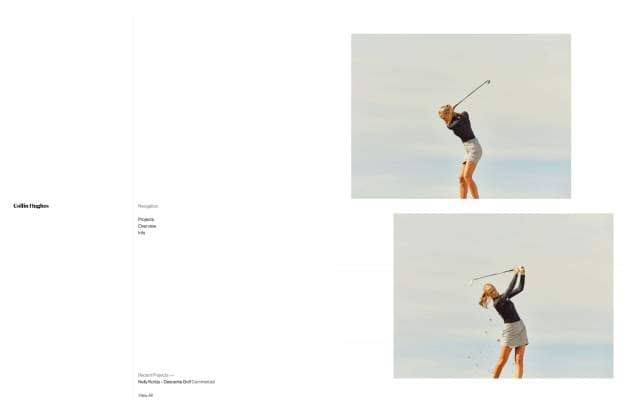 Collin Hughes
Navigation
Projects
Overview
Info
Recent Projects —
Nelly Korda - Descente Golf Commercial
View All